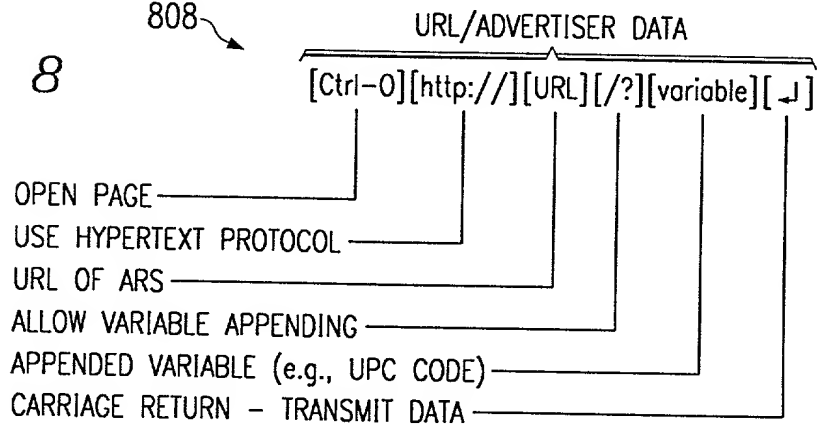 808
URL/ADVERTISER DATA
8
[Ctrl-O][http://][URL][/?][variable][↵]
OPEN PAGE
USE HYPERTEXT PROTOCOL
URL OF ARS
ALLOW VARIABLE APPENDING
APPENDED VARIABLE (e.g., UPC CODE)
CARRIAGE RETURN - TRANSMIT DATA